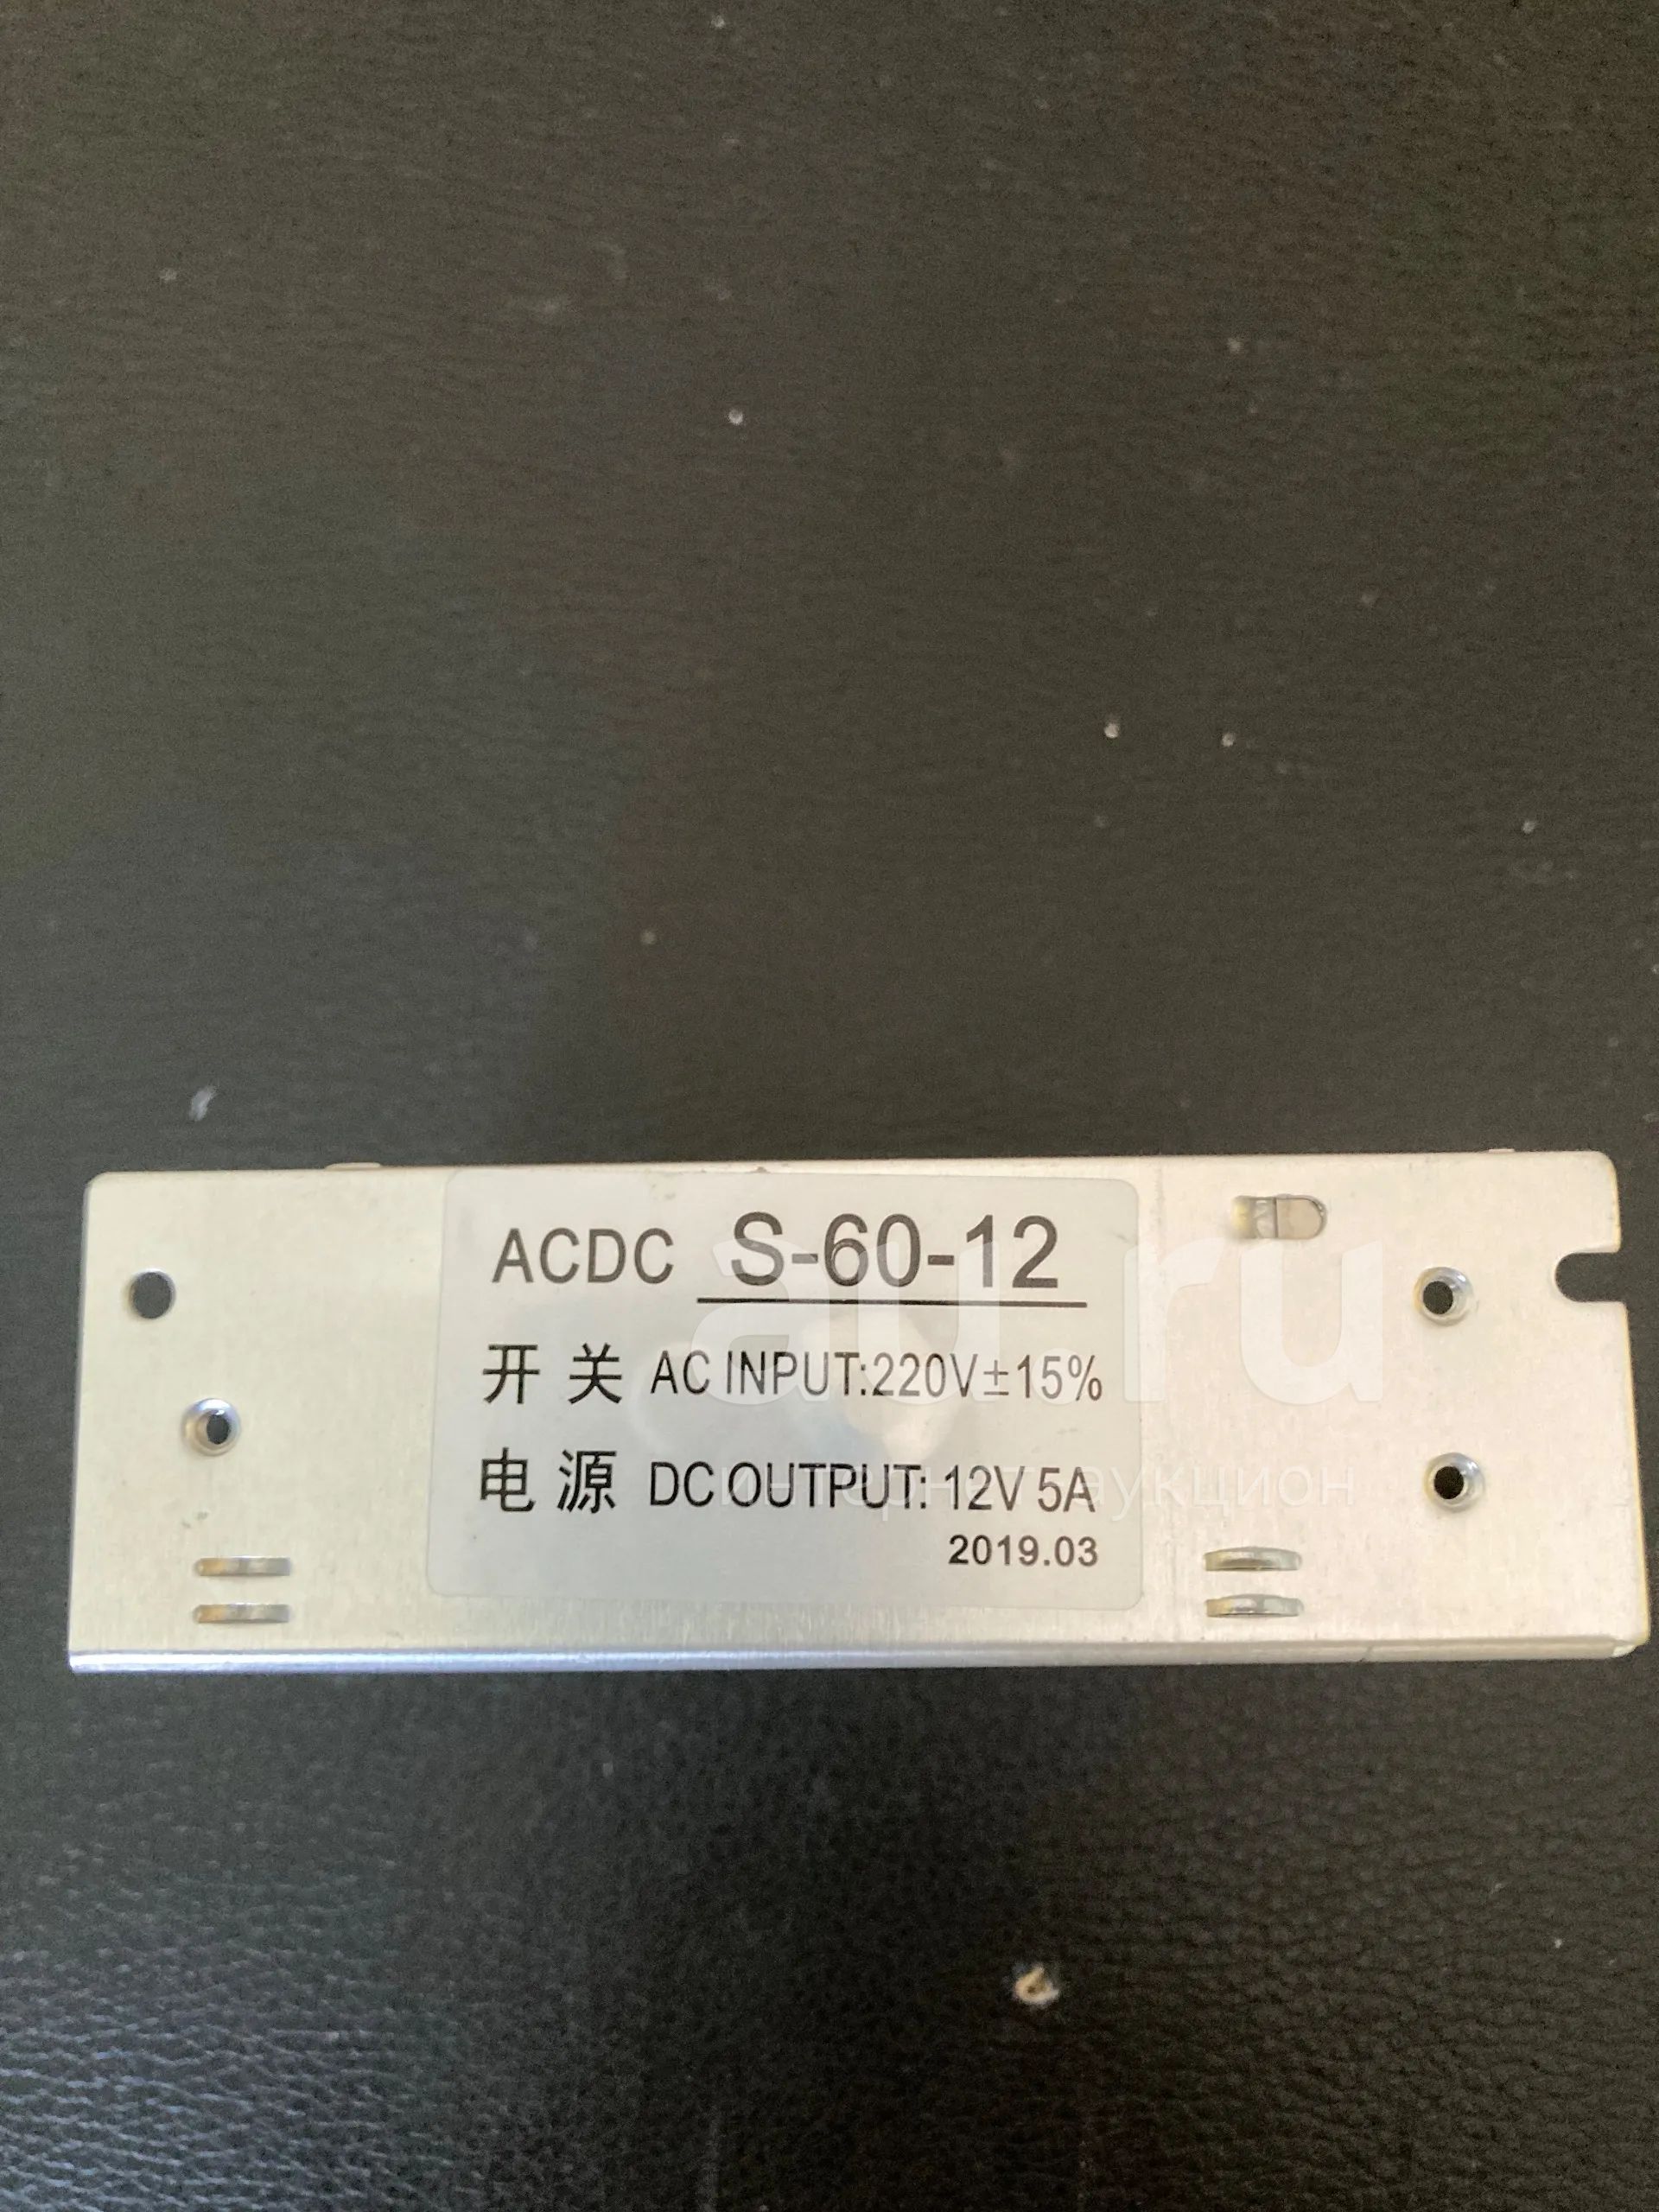 ACDC S-60-12
开关 AC INPUT:220V±15%
电源 DC OUTPUT: 12V 5A
2019.03
au.ru
интернет-аукцион